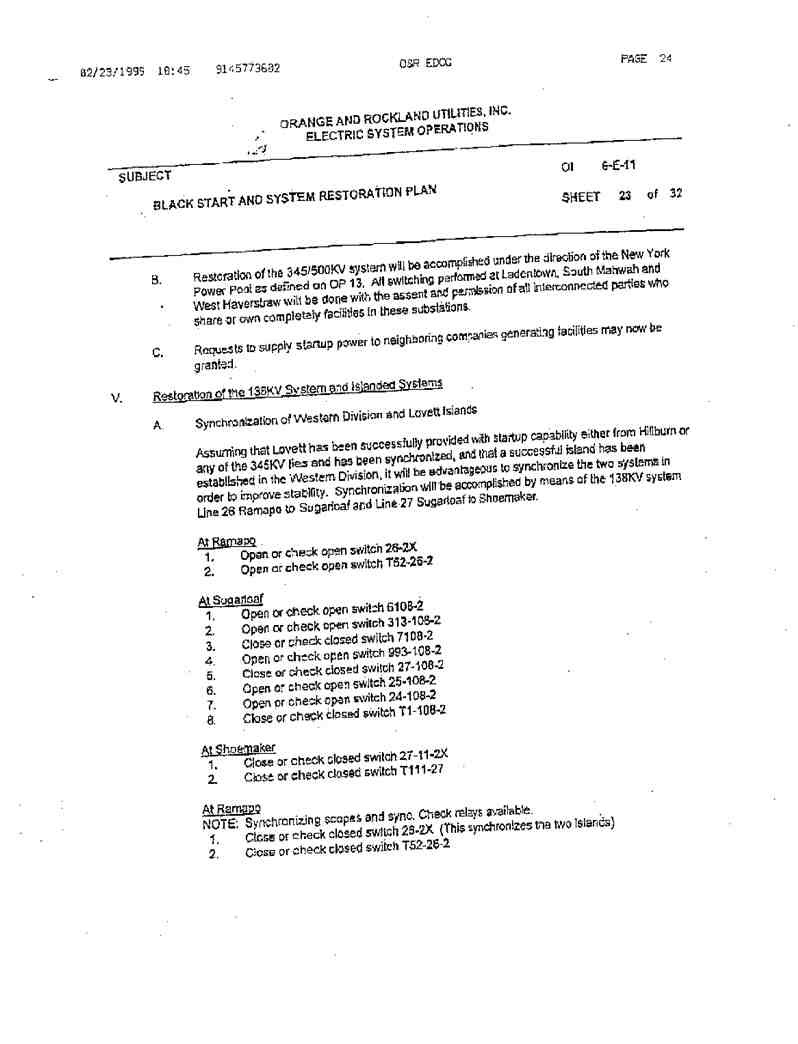 02/23/1999 18:45 9145773682 OSR EDCC PAGE 24
ORANGE AND ROCKLAND UTILITIES, INC.
ELECTRIC SYSTEM OPERATIONS
SUBJECT
OI 6-E-11
BLACK START AND SYSTEM RESTORATION PLAN
SHEET 23 of 32
B. Restoration of the 345/500KV system will be accomplished under the direction of the New York
Power Pool as defined on OP 13. All switching performed at Ladentown, South Mahwah and
West Haverstraw will be done with the assent and permission of all interconnected parties who
share or own completely facilities in these substations.
C. Requests to supply startup power to neighboring companies generating facilities may now be
granted.
V. Restoration of the 138KV System and Islanded Systems
A. Synchronization of Western Division and Lovett Islands
Assuming that Lovett has been successfully provided with startup capability either from Hillburn or
any of the 345KV ties and has been synchronized, and that a successful island has been
established in the Western Division, it will be advantageous to synchronize the two systems in
order to improve stability. Synchronization will be accomplished by means of the 138KV system
Line 26 Ramapo to Sugarloaf and Line 27 Sugarloaf to Shoemaker.
At Ramapo
1. Open or check open switch 26-2X
2. Open or check open switch T52-26-2
At Sugarloaf
1. Open or check open switch 6108-2
2. Open or check open switch 313-108-2
3. Close or check closed switch 7108-2
4. Open or check open switch 993-108-2
5. Close or check closed switch 27-108-2
6. Open or check open switch 25-108-2
7. Open or check open switch 24-108-2
8. Close or check closed switch T1-108-2
At Shoemaker
1. Close or check closed switch 27-11-2X
2. Close or check closed switch T111-27
At Ramapo
NOTE: Synchronizing scopes and sync. Check relays available.
1. Close or check closed switch 26-2X (This synchronizes the two islands)
2. Close or check closed switch T52-26-2